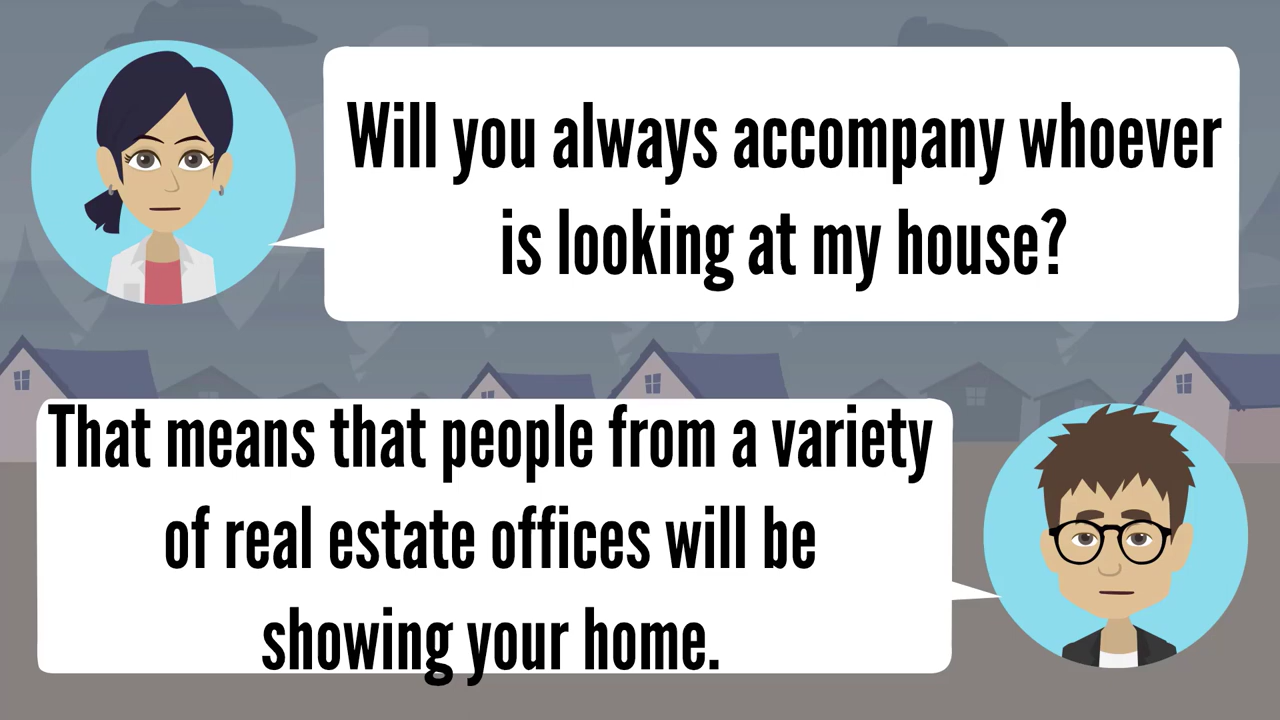 Will you always accompany whoever
is looking at my house?
That means that people from a variety
of real estate offices will be
showing your home.